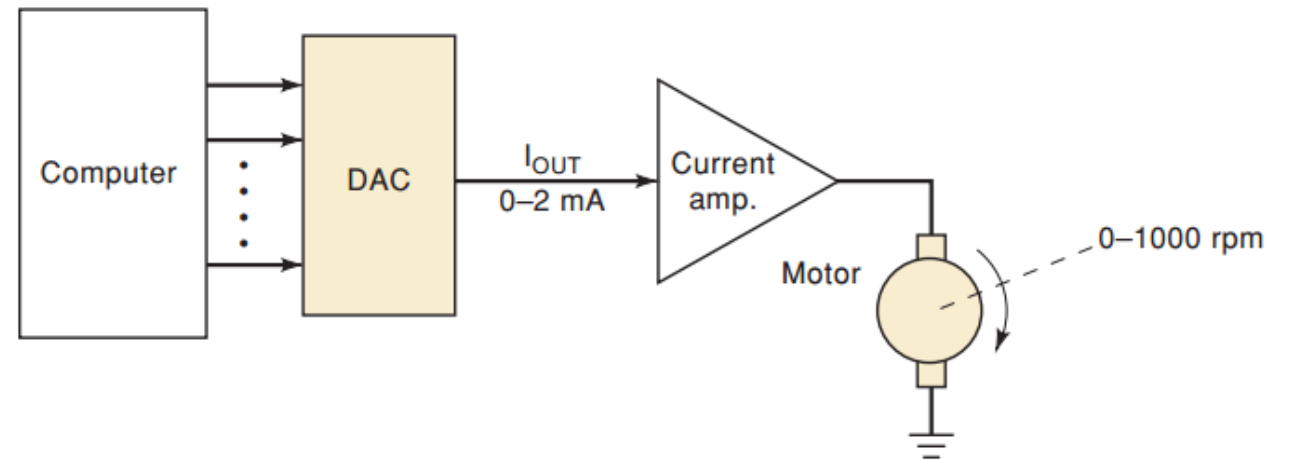 Computer
DAC
IOUT
0–2 mA
Current
amp.
Motor
0–1000 rpm